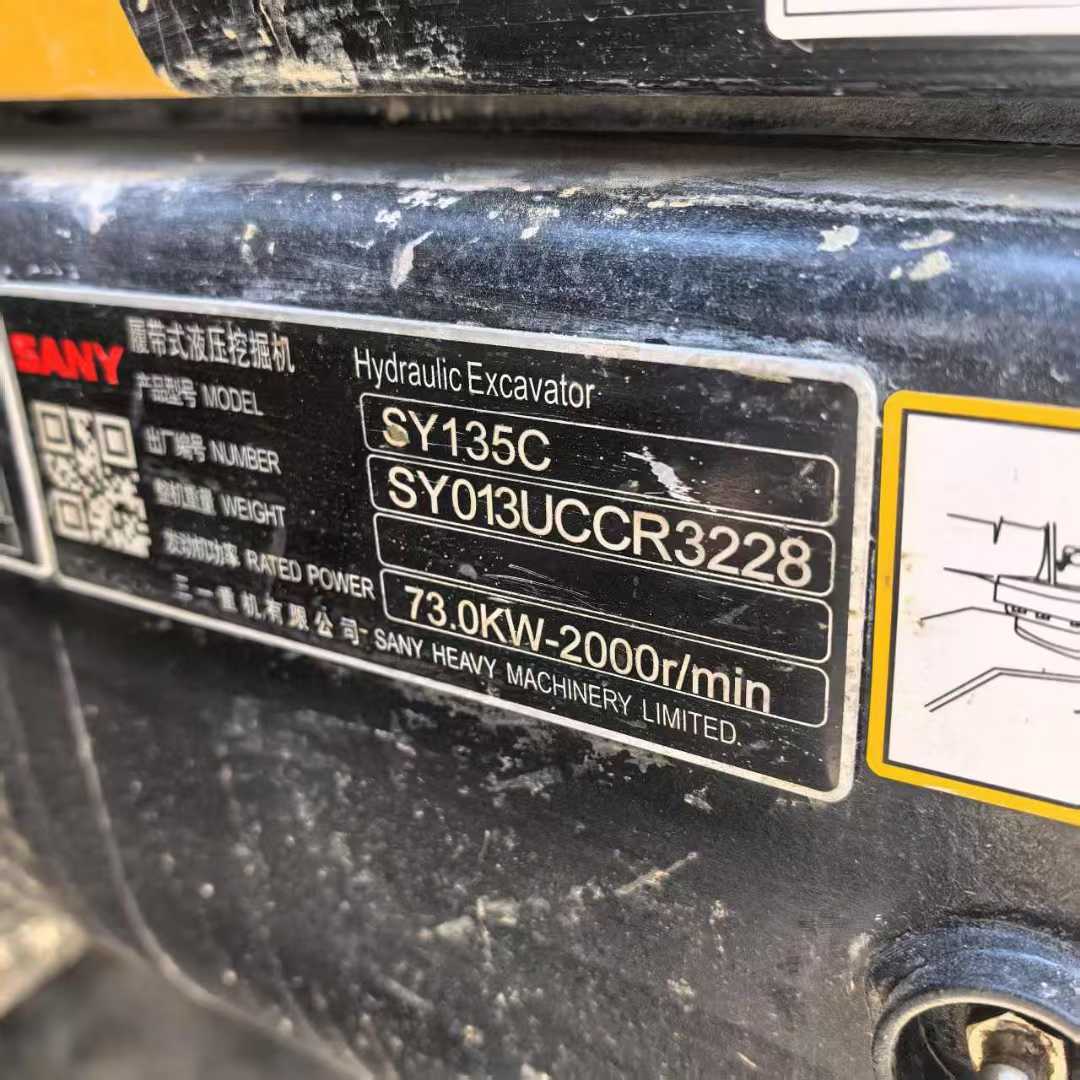 SANY 履带式液压挖掘机 Hydraulic Excavator
产品型号 MODEL SY135C
出厂编号 NUMBER SY013UCCR3228
整机重量 WEIGHT
发动机功率 RATED POWER 73.0KW-2000r/min
三一重机有限公司 SANY HEAVY MACHINERY LIMITED.